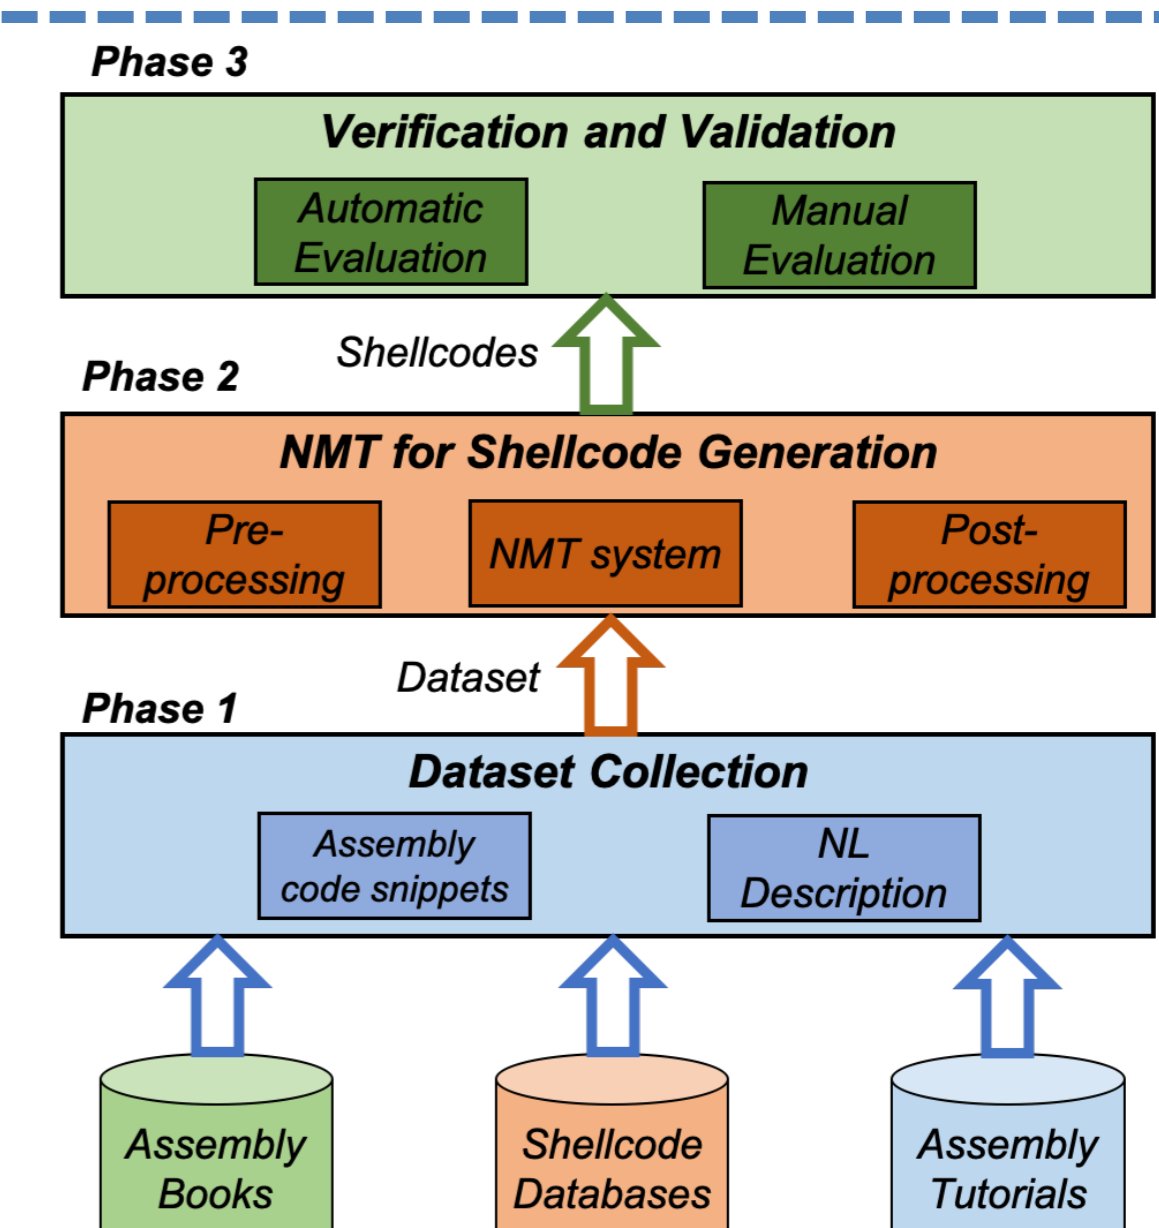 Phase 3
Verification and Validation
Automatic
Evaluation
Manual
Evaluation
Shellcodes
Phase 2
NMT for Shellcode Generation
Pre-
processing
NMT system
Post-
processing
Dataset
Phase 1
Dataset Collection
Assembly
code snippets
NL
Description
Assembly
Books
Shellcode
Databases
Assembly
Tutorials